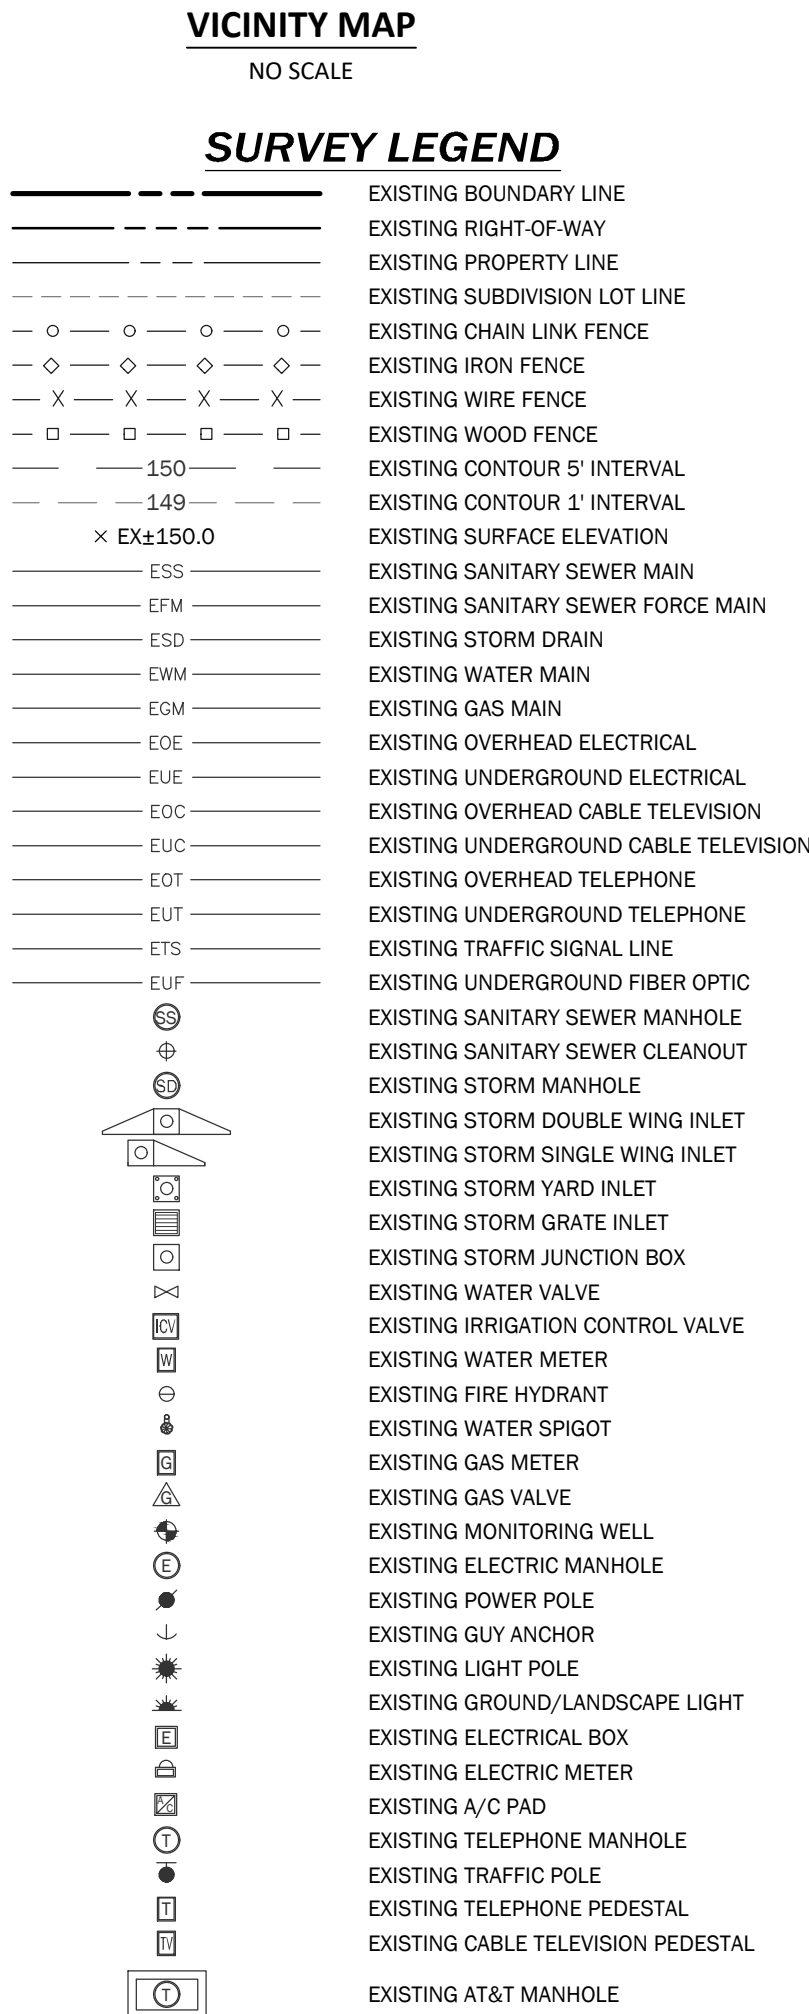 VICINITY MAP
NO SCALE
SURVEY LEGEND
EXISTING BOUNDARY LINE
EXISTING RIGHT-OF-WAY
EXISTING PROPERTY LINE
EXISTING SUBDIVISION LOT LINE
EXISTING CHAIN LINK FENCE
EXISTING IRON FENCE
X X X X EXISTING WIRE FENCE
EXISTING WOOD FENCE
150 EXISTING CONTOUR 5' INTERVAL
149 EXISTING CONTOUR 1' INTERVAL
× EX±150.0 EXISTING SURFACE ELEVATION
ESS EXISTING SANITARY SEWER MAIN
EFM EXISTING SANITARY SEWER FORCE MAIN
ESD EXISTING STORM DRAIN
EWM EXISTING WATER MAIN
EGM EXISTING GAS MAIN
EOE EXISTING OVERHEAD ELECTRICAL
EUE EXISTING UNDERGROUND ELECTRICAL
EOC EXISTING OVERHEAD CABLE TELEVISION
EUC EXISTING UNDERGROUND CABLE TELEVISION
EOT EXISTING OVERHEAD TELEPHONE
EUT EXISTING UNDERGROUND TELEPHONE
ETS EXISTING TRAFFIC SIGNAL LINE
EUF EXISTING UNDERGROUND FIBER OPTIC
SS EXISTING SANITARY SEWER MANHOLE
EXISTING SANITARY SEWER CLEANOUT
SD EXISTING STORM MANHOLE
EXISTING STORM DOUBLE WING INLET
EXISTING STORM SINGLE WING INLET
EXISTING STORM YARD INLET
EXISTING STORM GRATE INLET
EXISTING STORM JUNCTION BOX
EXISTING WATER VALVE
ICV EXISTING IRRIGATION CONTROL VALVE
W EXISTING WATER METER
EXISTING FIRE HYDRANT
EXISTING WATER SPIGOT
G EXISTING GAS METER
G EXISTING GAS VALVE
EXISTING MONITORING WELL
E EXISTING ELECTRIC MANHOLE
EXISTING POWER POLE
EXISTING GUY ANCHOR
EXISTING LIGHT POLE
EXISTING GROUND/LANDSCAPE LIGHT
E EXISTING ELECTRICAL BOX
EXISTING ELECTRIC METER
A/C EXISTING A/C PAD
T EXISTING TELEPHONE MANHOLE
EXISTING TRAFFIC POLE
T EXISTING TELEPHONE PEDESTAL
TV EXISTING CABLE TELEVISION PEDESTAL
T EXISTING AT&T MANHOLE